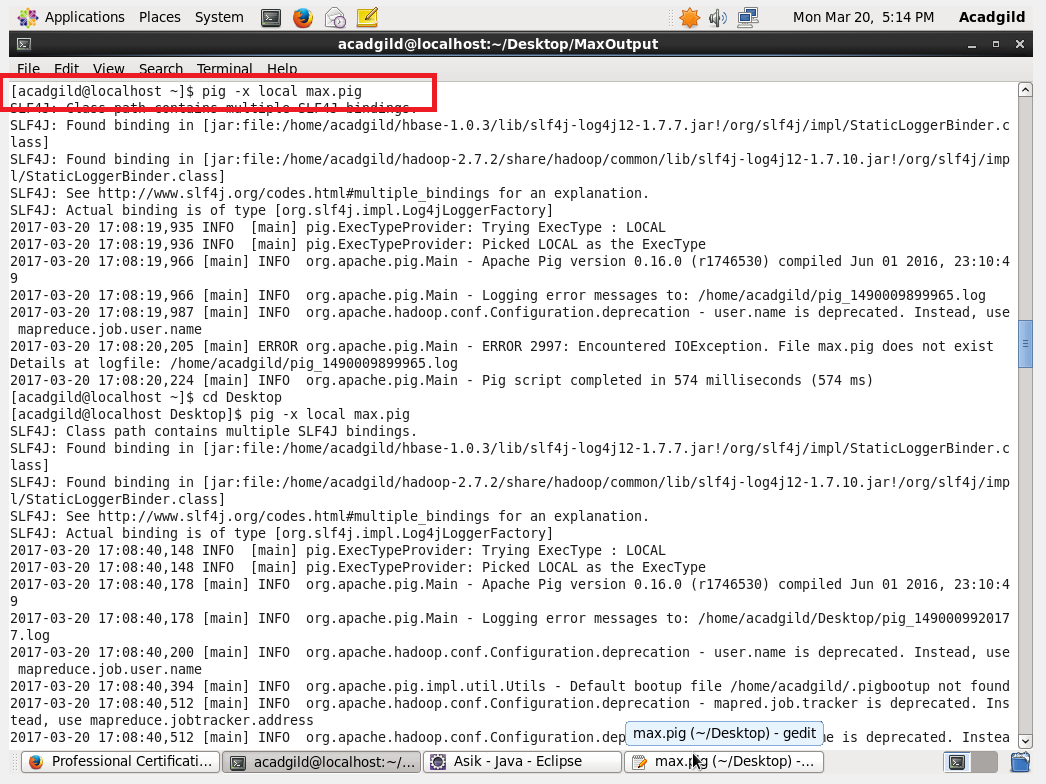 Applications Places System Mon Mar 20, 5:14 PM Acadgild
acadgild@localhost:~/Desktop/MaxOutput
File Edit View Search Terminal Help
[acadgild@localhost ~]$ pig -x local max.pig
SLF4J: Class path contains multiple SLF4J bindings.
SLF4J: Found binding in [jar:file:/home/acadgild/hbase-1.0.3/lib/slf4j-log4j12-1.7.7.jar!/org/slf4j/impl/StaticLoggerBinder.c
lass]
SLF4J: Found binding in [jar:file:/home/acadgild/hadoop-2.7.2/share/hadoop/common/lib/slf4j-log4j12-1.7.10.jar!/org/slf4j/imp
l/StaticLoggerBinder.class]
SLF4J: See http://www.slf4j.org/codes.html#multiple_bindings for an explanation.
SLF4J: Actual binding is of type [org.slf4j.impl.Log4jLoggerFactory]
2017-03-20 17:08:19,935 INFO  [main] pig.ExecTypeProvider: Trying ExecType : LOCAL
2017-03-20 17:08:19,936 INFO  [main] pig.ExecTypeProvider: Picked LOCAL as the ExecType
2017-03-20 17:08:19,966 [main] INFO  org.apache.pig.Main - Apache Pig version 0.16.0 (r1746530) compiled Jun 01 2016, 23:10:4
9
2017-03-20 17:08:19,966 [main] INFO  org.apache.pig.Main - Logging error messages to: /home/acadgild/pig_1490009899965.log
2017-03-20 17:08:19,987 [main] INFO  org.apache.hadoop.conf.Configuration.deprecation - user.name is deprecated. Instead, use
 mapreduce.job.user.name
2017-03-20 17:08:20,205 [main] ERROR org.apache.pig.Main - ERROR 2997: Encountered IOException. File max.pig does not exist
Details at logfile: /home/acadgild/pig_1490009899965.log
2017-03-20 17:08:20,224 [main] INFO  org.apache.pig.Main - Pig script completed in 574 milliseconds (574 ms)
[acadgild@localhost ~]$ cd Desktop
[acadgild@localhost Desktop]$ pig -x local max.pig
SLF4J: Class path contains multiple SLF4J bindings.
SLF4J: Found binding in [jar:file:/home/acadgild/hbase-1.0.3/lib/slf4j-log4j12-1.7.7.jar!/org/slf4j/impl/StaticLoggerBinder.c
lass]
SLF4J: Found binding in [jar:file:/home/acadgild/hadoop-2.7.2/share/hadoop/common/lib/slf4j-log4j12-1.7.10.jar!/org/slf4j/imp
l/StaticLoggerBinder.class]
SLF4J: See http://www.slf4j.org/codes.html#multiple_bindings for an explanation.
SLF4J: Actual binding is of type [org.slf4j.impl.Log4jLoggerFactory]
2017-03-20 17:08:40,148 INFO  [main] pig.ExecTypeProvider: Trying ExecType : LOCAL
2017-03-20 17:08:40,148 INFO  [main] pig.ExecTypeProvider: Picked LOCAL as the ExecType
2017-03-20 17:08:40,178 [main] INFO  org.apache.pig.Main - Apache Pig version 0.16.0 (r1746530) compiled Jun 01 2016, 23:10:4
9
2017-03-20 17:08:40,178 [main] INFO  org.apache.pig.Main - Logging error messages to: /home/acadgild/Desktop/pig_149000992017
7.log
2017-03-20 17:08:40,200 [main] INFO  org.apache.hadoop.conf.Configuration.deprecation - user.name is deprecated. Instead, use
 mapreduce.job.user.name
2017-03-20 17:08:40,394 [main] INFO  org.apache.pig.impl.util.Utils - Default bootup file /home/acadgild/.pigbootup not found
2017-03-20 17:08:40,512 [main] INFO  org.apache.hadoop.conf.Configuration.deprecation - mapred.job.tracker is deprecated. Ins
tead, use mapreduce.jobtracker.address
2017-03-20 17:08:40,512 [main] INFO  org.apache.hadoop.conf.Configuration.dep e is deprecated. Instea
max.pig (~/Desktop) - gedit
Professional Certificati... acadgild@localhost:~/... Asik - Java - Eclipse max.pig (~/Desktop) -...